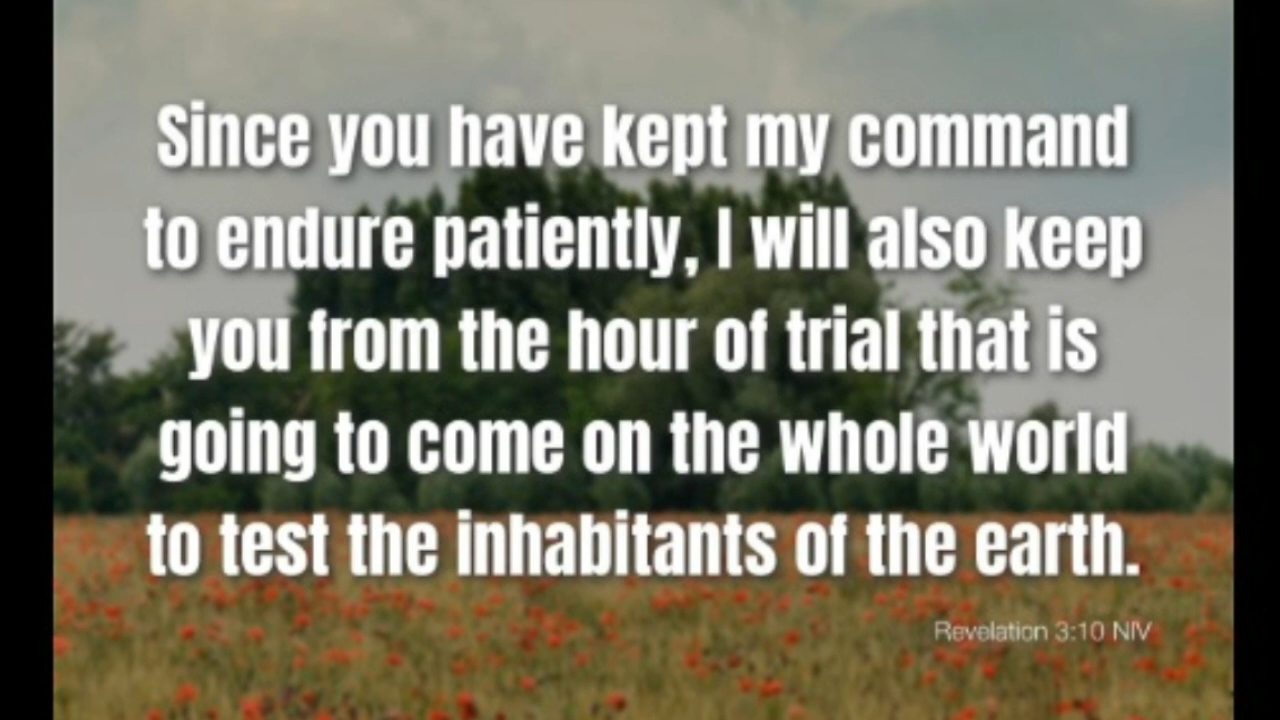 Since you have kept my command
to endure patiently, I will also keep
you from the hour of trial that is
going to come on the whole world
to test the inhabitants of the earth.
Revelation 3:10 NIV